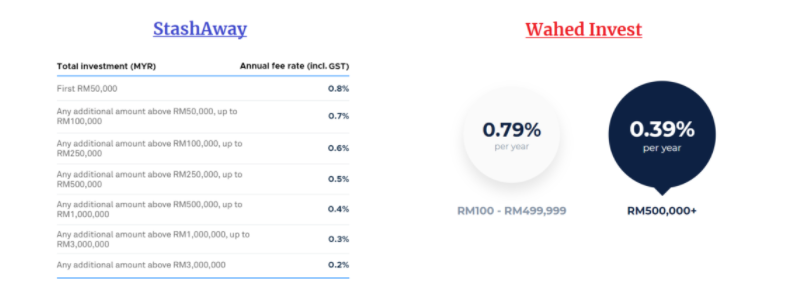 StashAway
Total investment (MYR) Annual fee rate (incl. GST)
First RM50,000 0.8%
Any additional amount above RM50,000, up to
RM100,000 0.7%
Any additional amount above RM100,000, up to
RM250,000 0.6%
Any additional amount above RM250,000, up to
RM500,000 0.5%
Any additional amount above RM500,000, up to
RM1,000,000 0.4%
Any additional amount above RM1,000,000, up to
RM3,000,000 0.3%
Any additional amount above RM3,000,000 0.2%
Wahed Invest
0.79%
per year
RM100 - RM499,999
0.39%
per year
RM500,000+